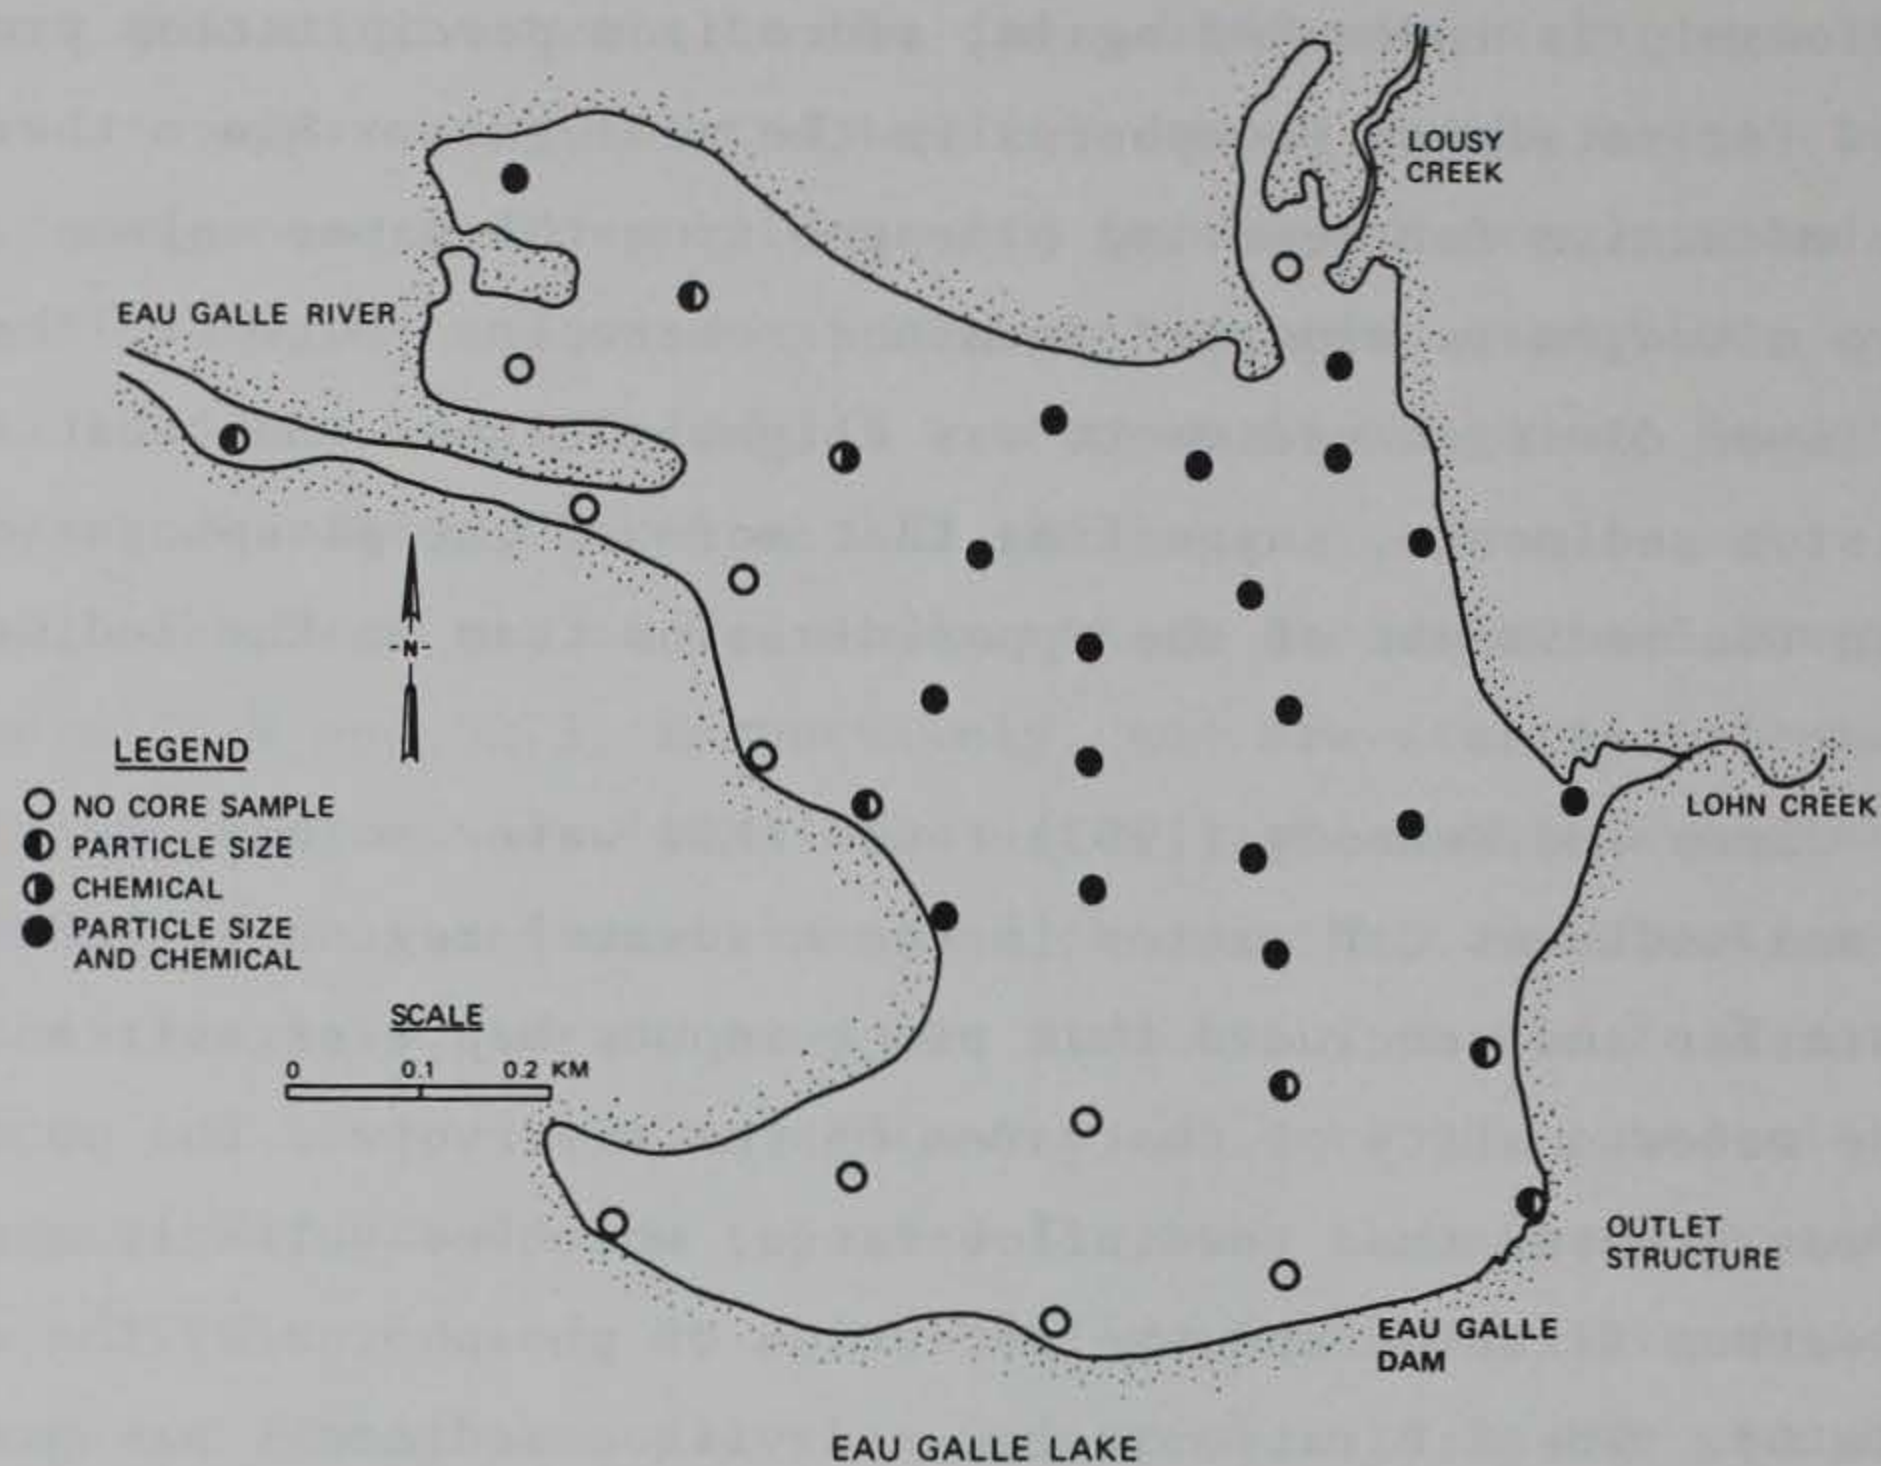 LOUSY
CREEK
EAU GALLE RIVER
-N-
LEGEND
NO CORE SAMPLE
PARTICLE SIZE
CHEMICAL
PARTICLE SIZE
AND CHEMICAL
LOHN CREEK
SCALE
0 0.1 0.2 KM
OUTLET
STRUCTURE
EAU GALLE
DAM
EAU GALLE LAKE